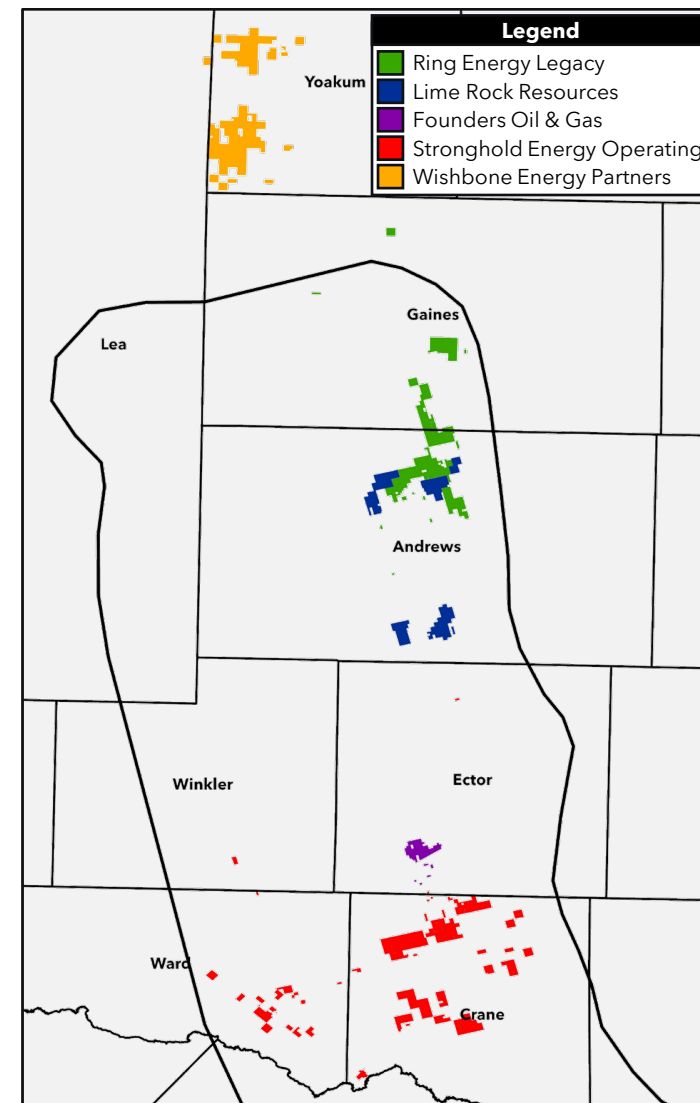 Legend
Ring Energy Legacy
Lime Rock Resources
Founders Oil & Gas
Stronghold Energy Operating
Wishbone Energy Partners
Yoakum
Gaines
Lea
Andrews
Winkler
Ector
Ward
Crane